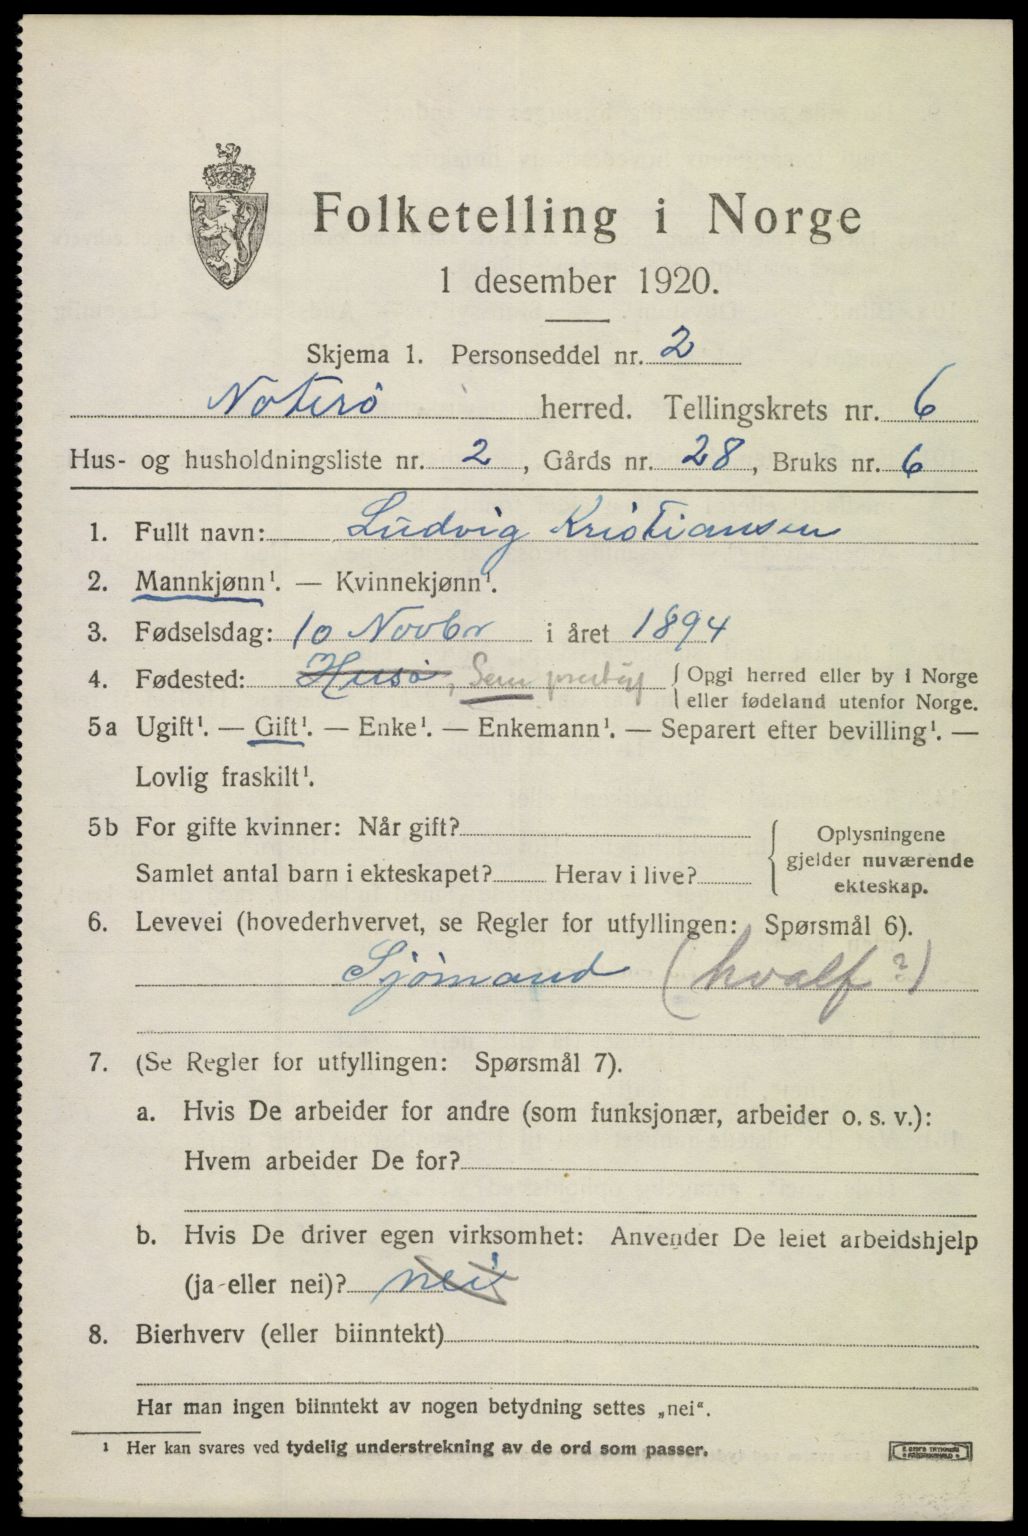 Folketelling i Norge
1 desember 1920.
Skjema 1. Personseddel nr. 2
Noterö herred. Tellingskrets nr. 6
Hus- og husholdningsliste nr. 2, Gårds nr. 28, Bruks nr. 6
1. Fullt navn: Ludvig Kristiansen
2. Mannkjønn¹. — Kvinnekjønn¹.
3. Fødselsdag: 10 Novbr i året 1894
4. Fødested: Husö, Sem Opgi herred eller by i Norge
eller fødeland utenfor Norge.
5a Ugift¹. — Gift¹. — Enke¹. — Enkemann¹. — Separert efter bevilling¹. —
Lovlig fraskilt¹.
5b For gifte kvinner: Når gift?
Samlet antal barn i ekteskapet? Herav i live?
Oplysningene
gjelder nuværende
ekteskap.
6. Levevei (hovederhvervet, se Regler for utfyllingen: Spørsmål 6).
Sjömand (hvalf?)
7. (Se Regler for utfyllingen: Spørsmål 7).
a. Hvis De arbeider for andre (som funksjonær, arbeider o. s. v.):
Hvem arbeider De for?
b. Hvis De driver egen virksomhet: Anvender De leiet arbeidshjelp
(ja eller nei)? nei
8. Bierhverv (eller biinntekt)
Har man ingen biinntekt av nogen betydning settes „nei“.
¹ Her kan svares ved tydelig understrekning av de ord som passer.